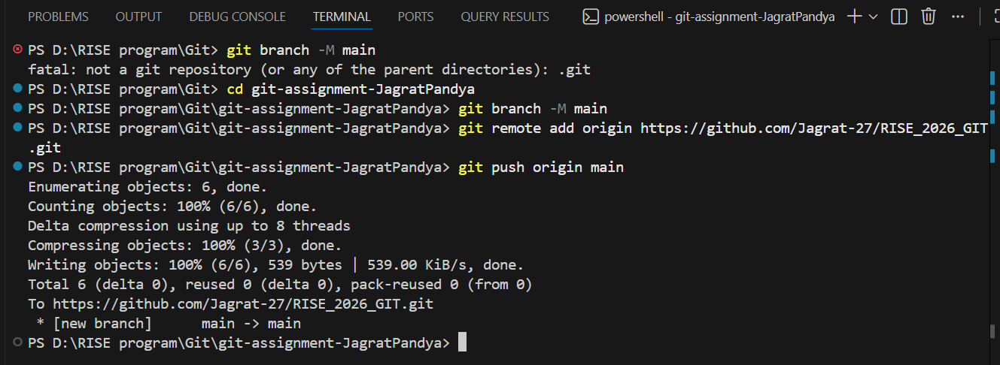 PROBLEMS OUTPUT DEBUG CONSOLE TERMINAL PORTS QUERY RESULTS powershell - git-assignment-JagratPandya
PS D:\RISE program\Git> git branch -M main
fatal: not a git repository (or any of the parent directories): .git
PS D:\RISE program\Git> cd git-assignment-JagratPandya
PS D:\RISE program\Git\git-assignment-JagratPandya> git branch -M main
PS D:\RISE program\Git\git-assignment-JagratPandya> git remote add origin https://github.com/Jagrat-27/RISE_2026_GIT
.git
PS D:\RISE program\Git\git-assignment-JagratPandya> git push origin main
Enumerating objects: 6, done.
Counting objects: 100% (6/6), done.
Delta compression using up to 8 threads
Compressing objects: 100% (3/3), done.
Writing objects: 100% (6/6), 539 bytes | 539.00 KiB/s, done.
Total 6 (delta 0), reused 0 (delta 0), pack-reused 0 (from 0)
To https://github.com/Jagrat-27/RISE_2026_GIT.git
 * [new branch]      main -> main
PS D:\RISE program\Git\git-assignment-JagratPandya>